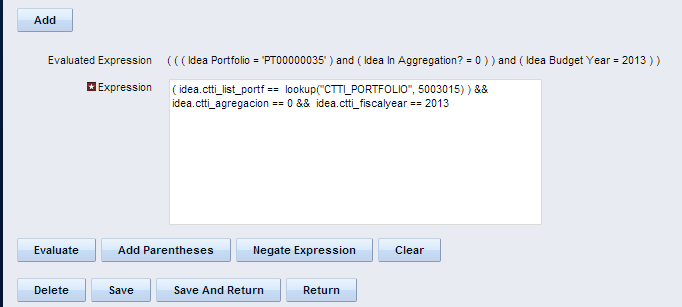 Add
Evaluated Expression ( ( ( Idea Portfolio = 'PT00000035' ) and ( Idea In Aggregation? = 0 ) ) and ( Idea Budget Year = 2013 ) )
Expression ( idea.ctti_list_portf == lookup("CTTI_PORTFOLIO", 5003015) ) &&
idea.ctti_agregacion == 0 && idea.ctti_fiscalyear == 2013
Evaluate Add Parentheses Negate Expression Clear
Delete Save Save And Return Return